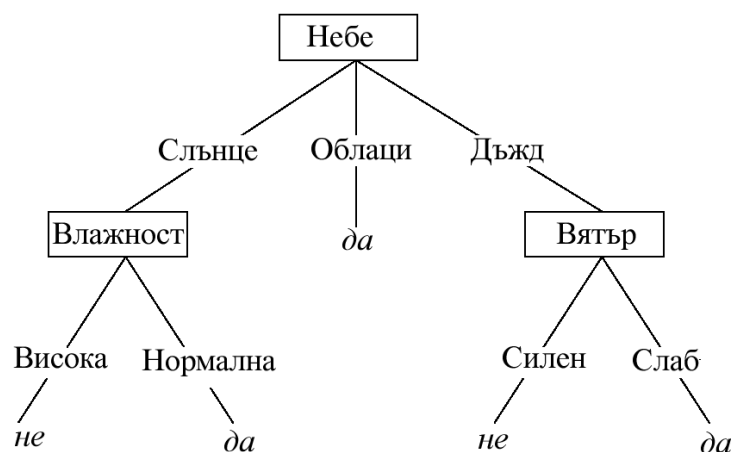 Небе
Слънце Облаци Дъжд
Влажност да Вятър
Висока Нормална Силен Слаб
не да не да